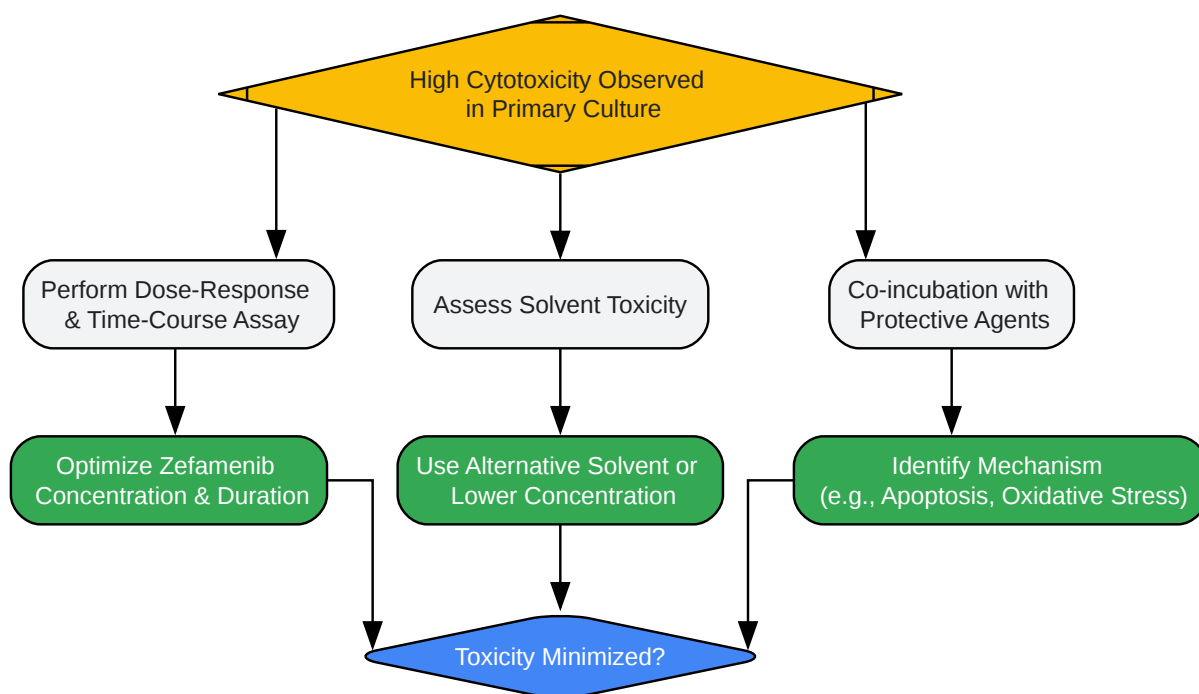 High Cytotoxicity Observed
in Primary Culture
Perform Dose-Response
& Time-Course Assay
Assess Solvent Toxicity
Co-incubation with
Protective Agents
Optimize Zefamenib
Concentration & Duration
Use Alternative Solvent or
Lower Concentration
Identify Mechanism
(e.g., Apoptosis, Oxidative Stress)
Toxicity Minimized?